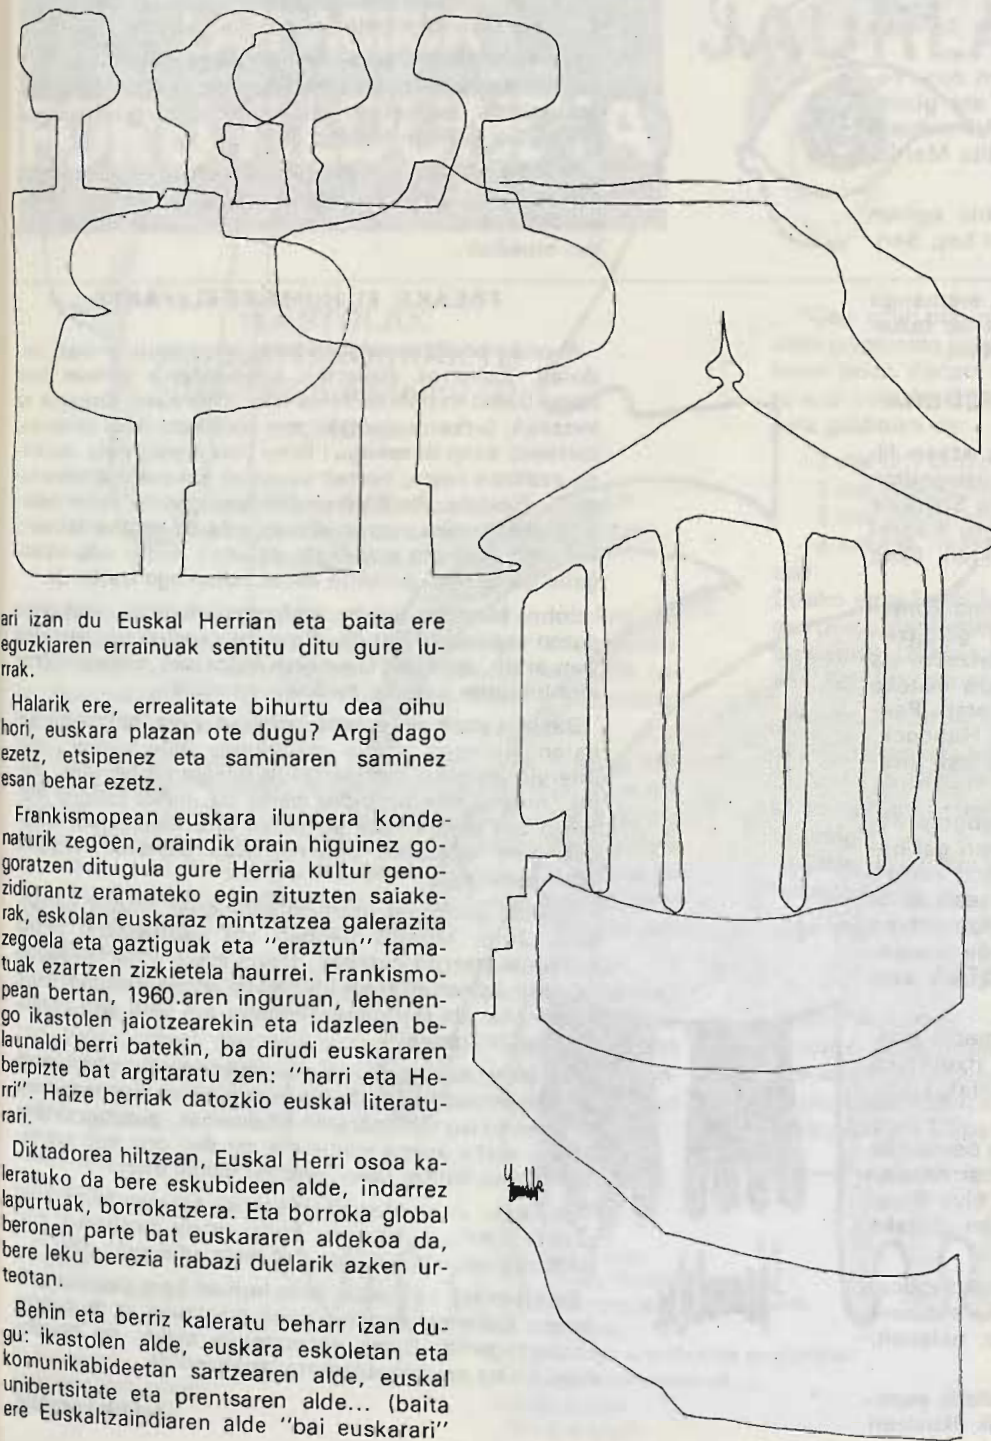 ari izan du Euskal Herrian eta baita ere
eguzkiaren errainuak sentitu ditu gure lu-
rrak.
Halarik ere, errealitate bihurtu dea oihu
hori, euskara plazan ote dugu? Argi dago
ezetz, etsipenez eta saminaren saminez
esan behar ezetz.
Frankismopean euskara ilunpera konde-
naturik zegoen, oraindik orain higuinez go-
goratzen ditugula gure Herria kultur geno-
zidiorantz eramateko egin zituzten saiake-
rak, eskolan euskaraz mintzatzea galerazita
zegoela eta gaztiguak eta "eraztun" fama-
tuak ezartzen zizkietela haurrei. Frankismo-
pean bertan, 1960.aren inguruan, lehenen-
go ikastolen jaiotzearekin eta idazleen be-
launaldi berri batekin, ba dirudi euskararen
berpizte bat argitaratu zen: "harri eta He-
rri". Haize berriak datozkio euskal literatu-
rari.
Diktadorea hiltzean, Euskal Herri osoa ka-
leratuko da bere eskubideen alde, indarrez
lapurtuak, borrokatzera. Eta borroka global
beronen parte bat euskararen aldekoa da,
bere leku berezia irabazi duelarik azken ur-
teotan.
Behin eta berriz kaleratu beharr izan du-
gu: ikastolen alde, euskara eskoletan eta
komunikabideetan sartzearen alde, euskal
unibertsitate eta prentsaren alde... (baita
ere Euskaltzaindiaren alde "bai euskarari"